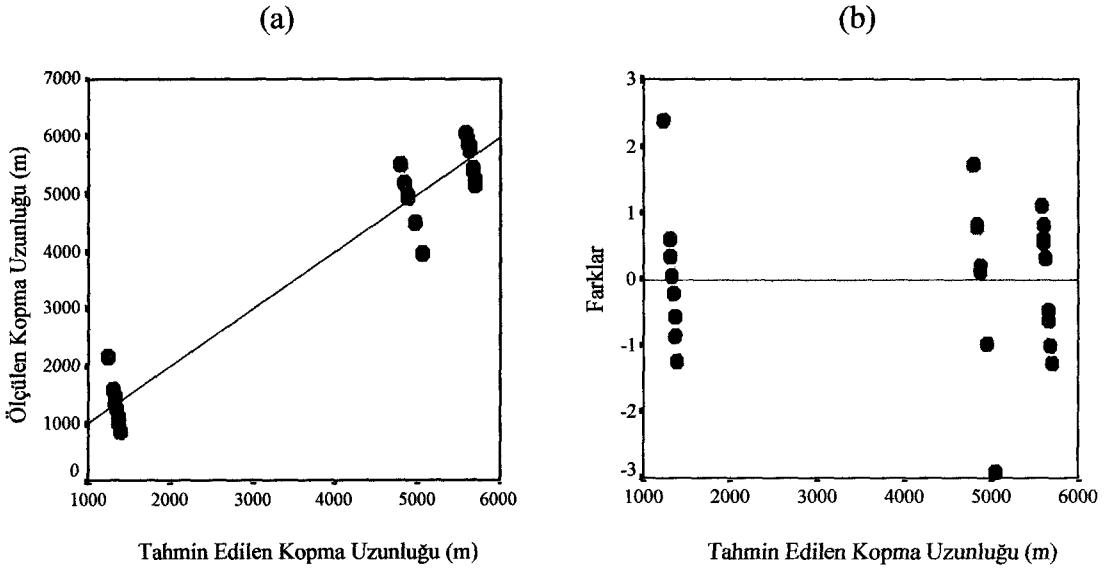 (a)
(b)
7000
6000
5000
4000
3000
2000
1000
0
Ölçülen Kopma Uzunluğu (m)
1000 2000 3000 4000 5000 6000
Tahmin Edilen Kopma Uzunluğu (m)
3
2
1
0
-1
-2
-3
Farklar
1000 2000 3000 4000 5000 6000
Tahmin Edilen Kopma Uzunluğu (m)